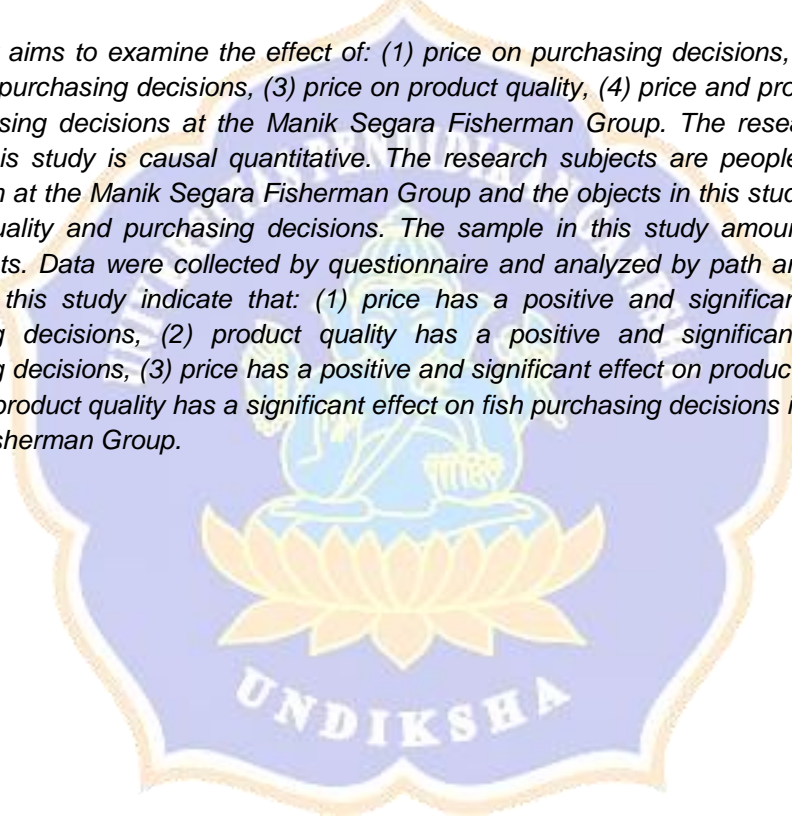 aims to examine the effect of: (1) price on purchasing decisions,
purchasing decisions, (3) price on product quality, (4) price and pro
sing decisions at the Manik Segara Fisherman Group. The resea
is study is causal quantitative. The research subjects are people
at the Manik Segara Fisherman Group and the objects in this stud
uality and purchasing decisions. The sample in this study amoun
ts. Data were collected by questionnaire and analyzed by path an
this study indicate that: (1) price has a positive and significan
g decisions, (2) product quality has a positive and significan
g decisions, (3) price has a positive and significant effect on product
product quality has a significant effect on fish purchasing decisions i
sherman Group.
UNDIKSHA